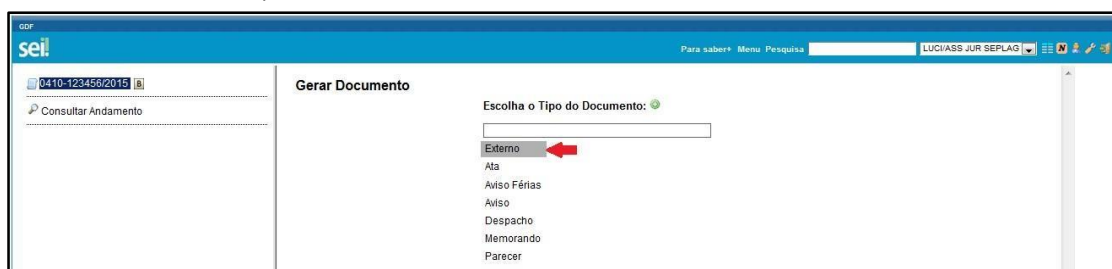 GDF
sei!
Para saber+ Menu Pesquisa LUCI/ASS JUR SEPLAG
0410-123456/2015
Consultar Andamento
Gerar Documento
Escolha o Tipo do Documento:
Externo
Ata
Aviso Férias
Aviso
Despacho
Memorando
Parecer